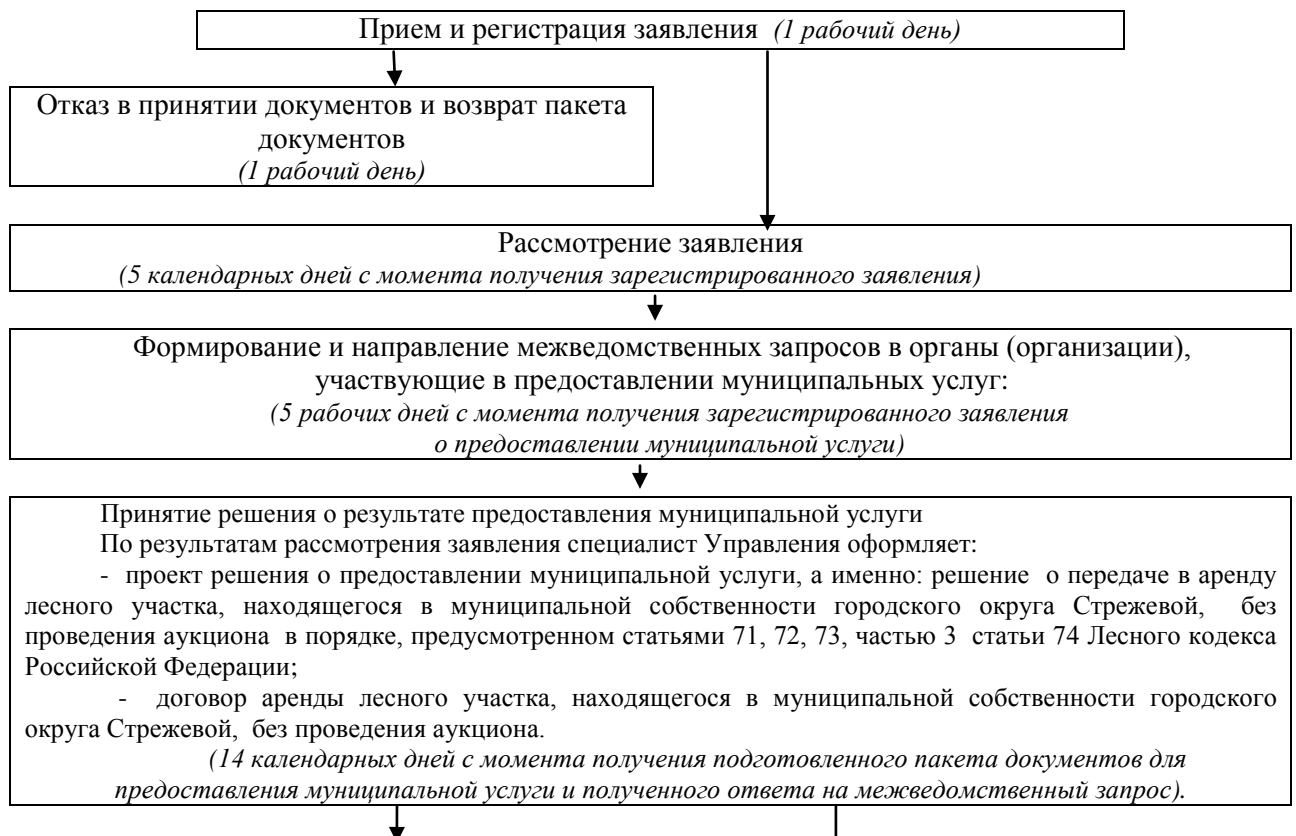 Прием и регистрация заявления (1 рабочий день)
Отказ в принятии документов и возврат пакета
документов
(1 рабочий день)
Рассмотрение заявления
(5 календарных дней с момента получения зарегистрированного заявления)
Формирование и направление межведомственных запросов в органы (организации),
участвующие в предоставлении муниципальных услуг:
(5 рабочих дней с момента получения зарегистрированного заявления
о предоставлении муниципальной услуги)
Принятие решения о результате предоставления муниципальной услуги
По результатам рассмотрения заявления специалист Управления оформляет:
- проект решения о предоставлении муниципальной услуги, а именно: решение о передаче в аренду
лесного участка, находящегося в муниципальной собственности городского округа Стрежевой, без
проведения аукциона в порядке, предусмотренном статьями 71, 72, 73, частью 3 статьи 74 Лесного кодекса
Российской Федерации;
- договор аренды лесного участка, находящегося в муниципальной собственности городского
округа Стрежевой, без проведения аукциона.
(14 календарных дней с момента получения подготовленного пакета документов для
предоставления муниципальной услуги и полученного ответа на межведомственный запрос).